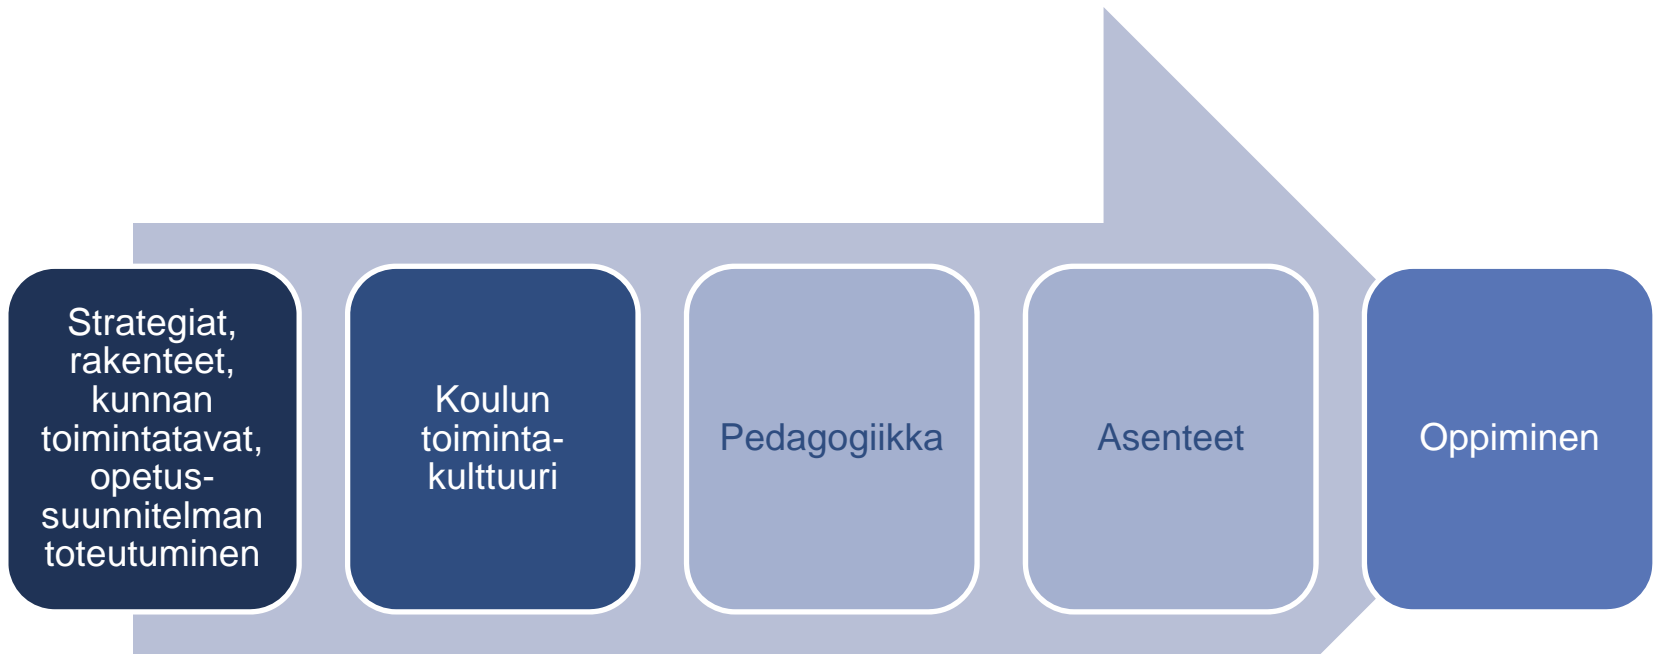 Strategiat,
rakenteet,
kunnan
toimintatavat,
opetus-
suunnitelman
toteutuminen
Koulun
toiminta-
kulttuuri
Pedagogiikka
Asenteet
Oppiminen